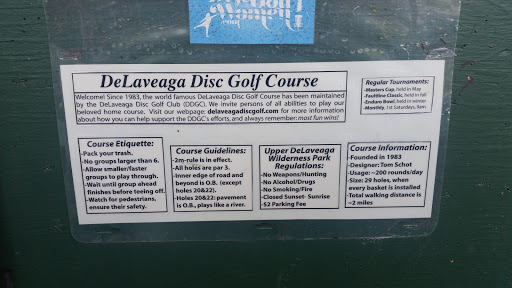 DeLaveaga Disc Golf Course
Welcome! Since 1983, the world famous DeLaveaga Disc Golf Course has been maintained
by the DeLaveaga Disc Golf Club (DDGC). We invite persons of all abilities to play our
beloved home course. Visit our webpage: delaveagadiscgolf.com for more information
about how you can help support the DDGC's efforts, and always remember: most fun wins!
Regular Tournaments:
-Masters Cup, held in May
-Faultline Classic, held in fall
-Enduro Bowl, held in winter
-Monthly, 1st Saturdays, 8am
Course Etiquette:
-Pack your trash.
-No groups larger than 6.
-Allow smaller/faster
groups to play through.
-Wait until group ahead
finishes before teeing off.
-Watch for pedestrians,
ensure their safety.
Course Guidelines:
-2m-rule is in effect.
-All holes are par 3.
-Inner edge of road and
beyond is O.B. (except
holes 20&22).
-Holes 20&22: pavement
is O.B., plays like a river.
Upper DeLaveaga
Wilderness Park
Regulations:
-No Weapons/Hunting
-No Alcohol/Drugs
-No Smoking/Fire
-Closed Sunset- Sunrise
-$2 Parking Fee
Course Information:
-Founded in 1983
-Designer: Tom Schot
-Usage: ~200 rounds/day
-Size: 29 holes, when
every basket is installed
-Total walking distance is
~2 miles